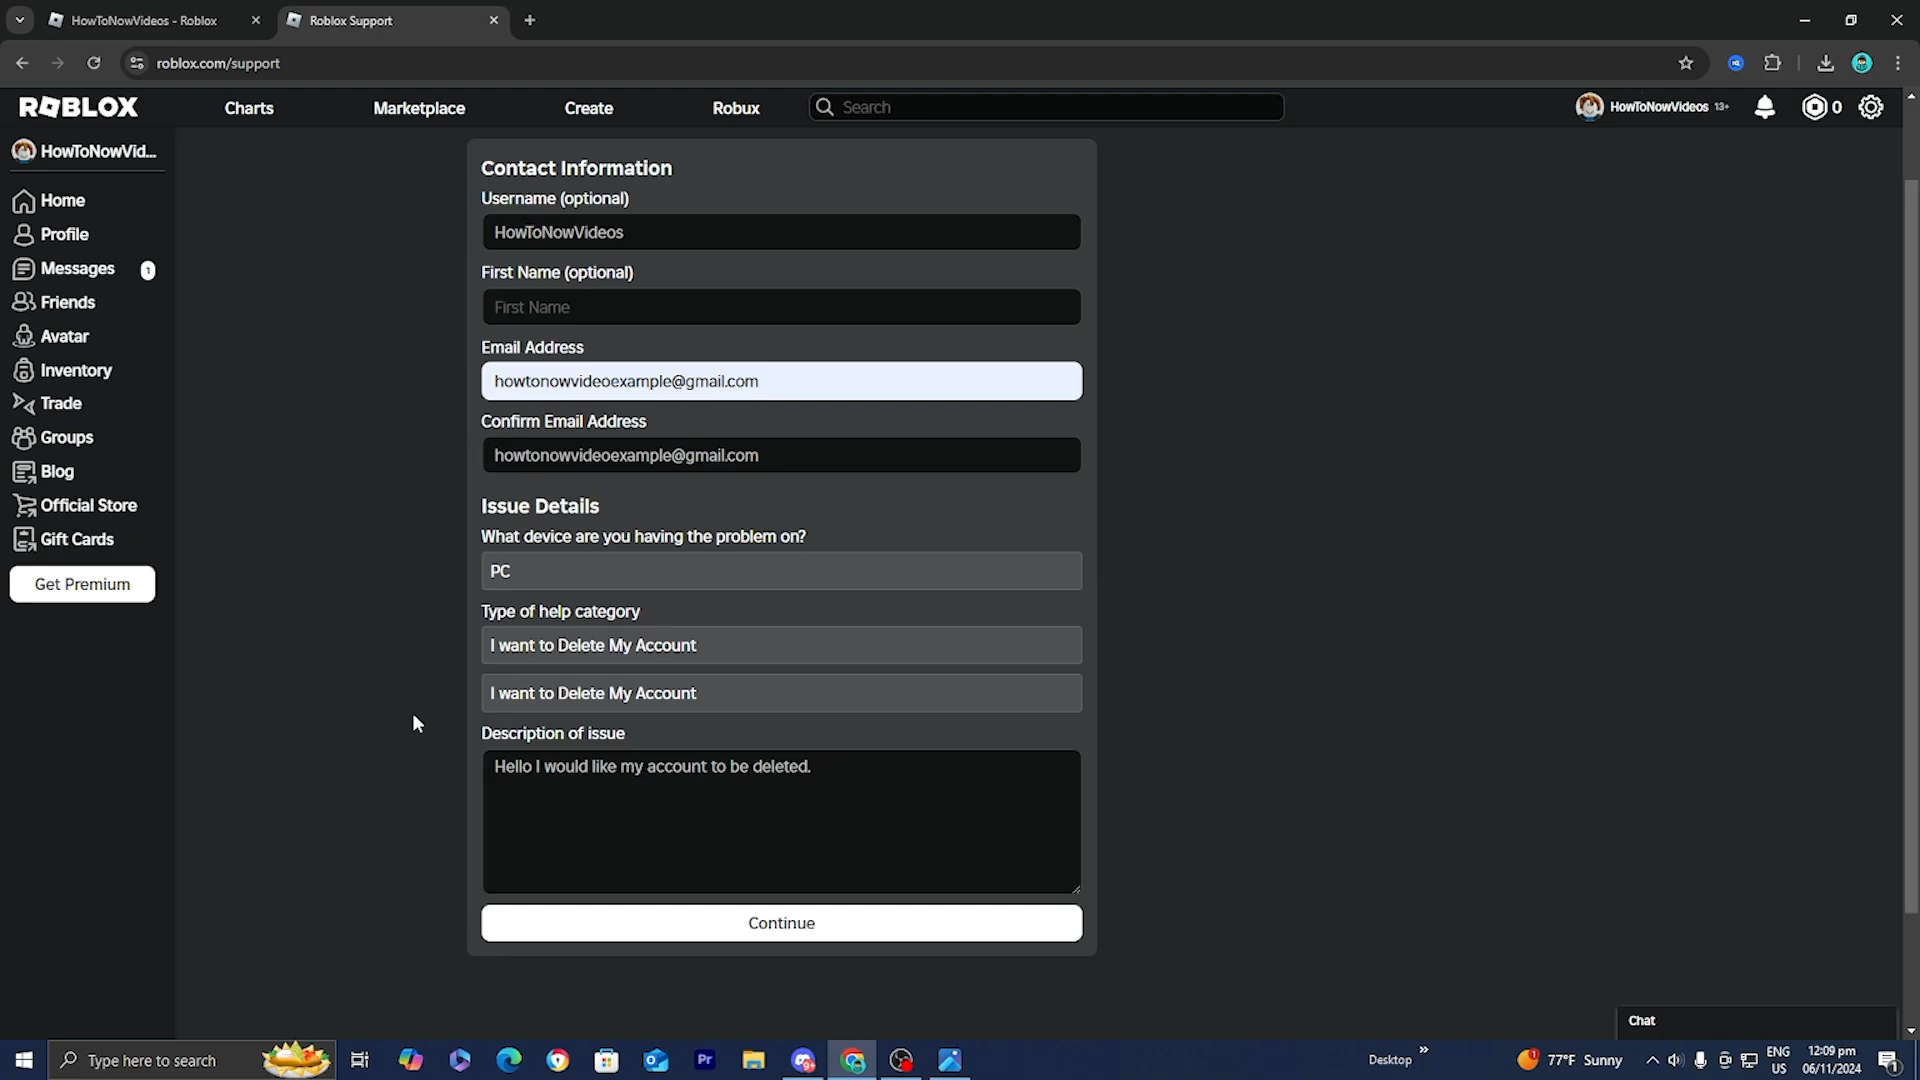 HowToNowVideos - Roblox
Roblox Support
roblox.com/support
ROBLOX
Charts
Marketplace
Create
Robux
Search
HowToNowVideos 13+
0
HowToNowVid...
Home
Profile
Messages 1
Friends
Avatar
Inventory
Trade
Groups
Blog
Official Store
Gift Cards
Get Premium
Contact Information
Username (optional)
HowToNowVideos
First Name (optional)
First Name
Email Address
howtonowvideoexample@gmail.com
Confirm Email Address
howtonowvideoexample@gmail.com
Issue Details
What device are you having the problem on?
PC
Type of help category
I want to Delete My Account
I want to Delete My Account
Description of issue
Hello I would like my account to be deleted.
Continue
Chat
Type here to search
Pr
Desktop
77°F Sunny
ENG
US
12:09 pm
06/11/2024